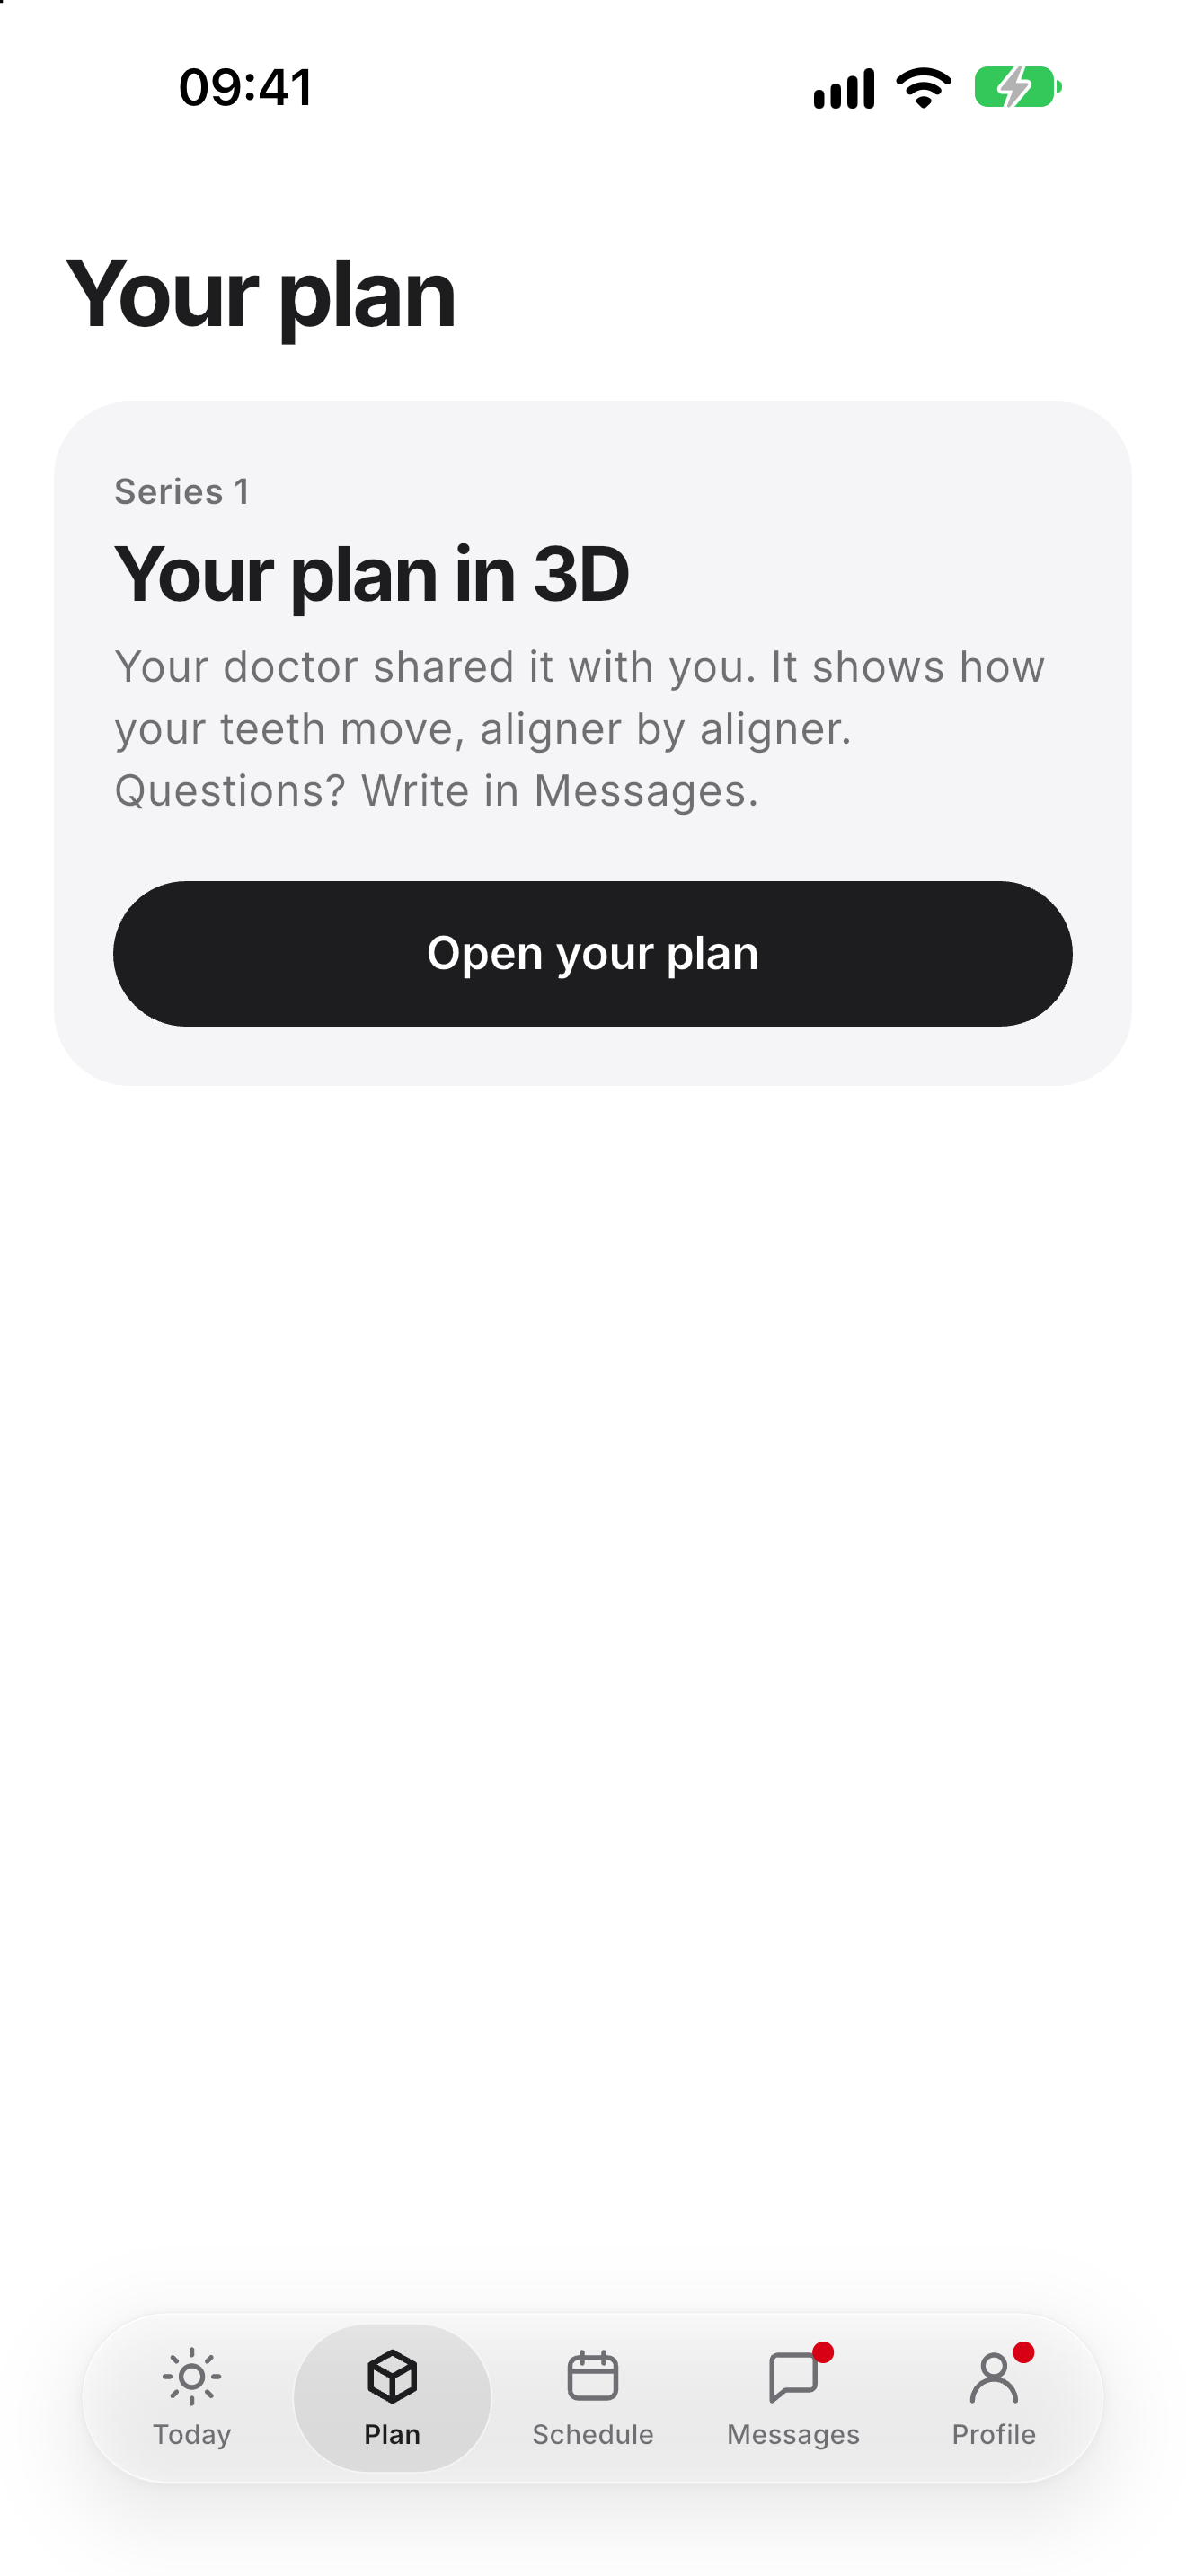 09:41
Your plan
Series 1
Your plan in 3D
Your doctor shared it with you. It shows how
your teeth move, aligner by aligner.
Questions? Write in Messages.
Open your plan
Today
Plan
Schedule
Messages
Profile